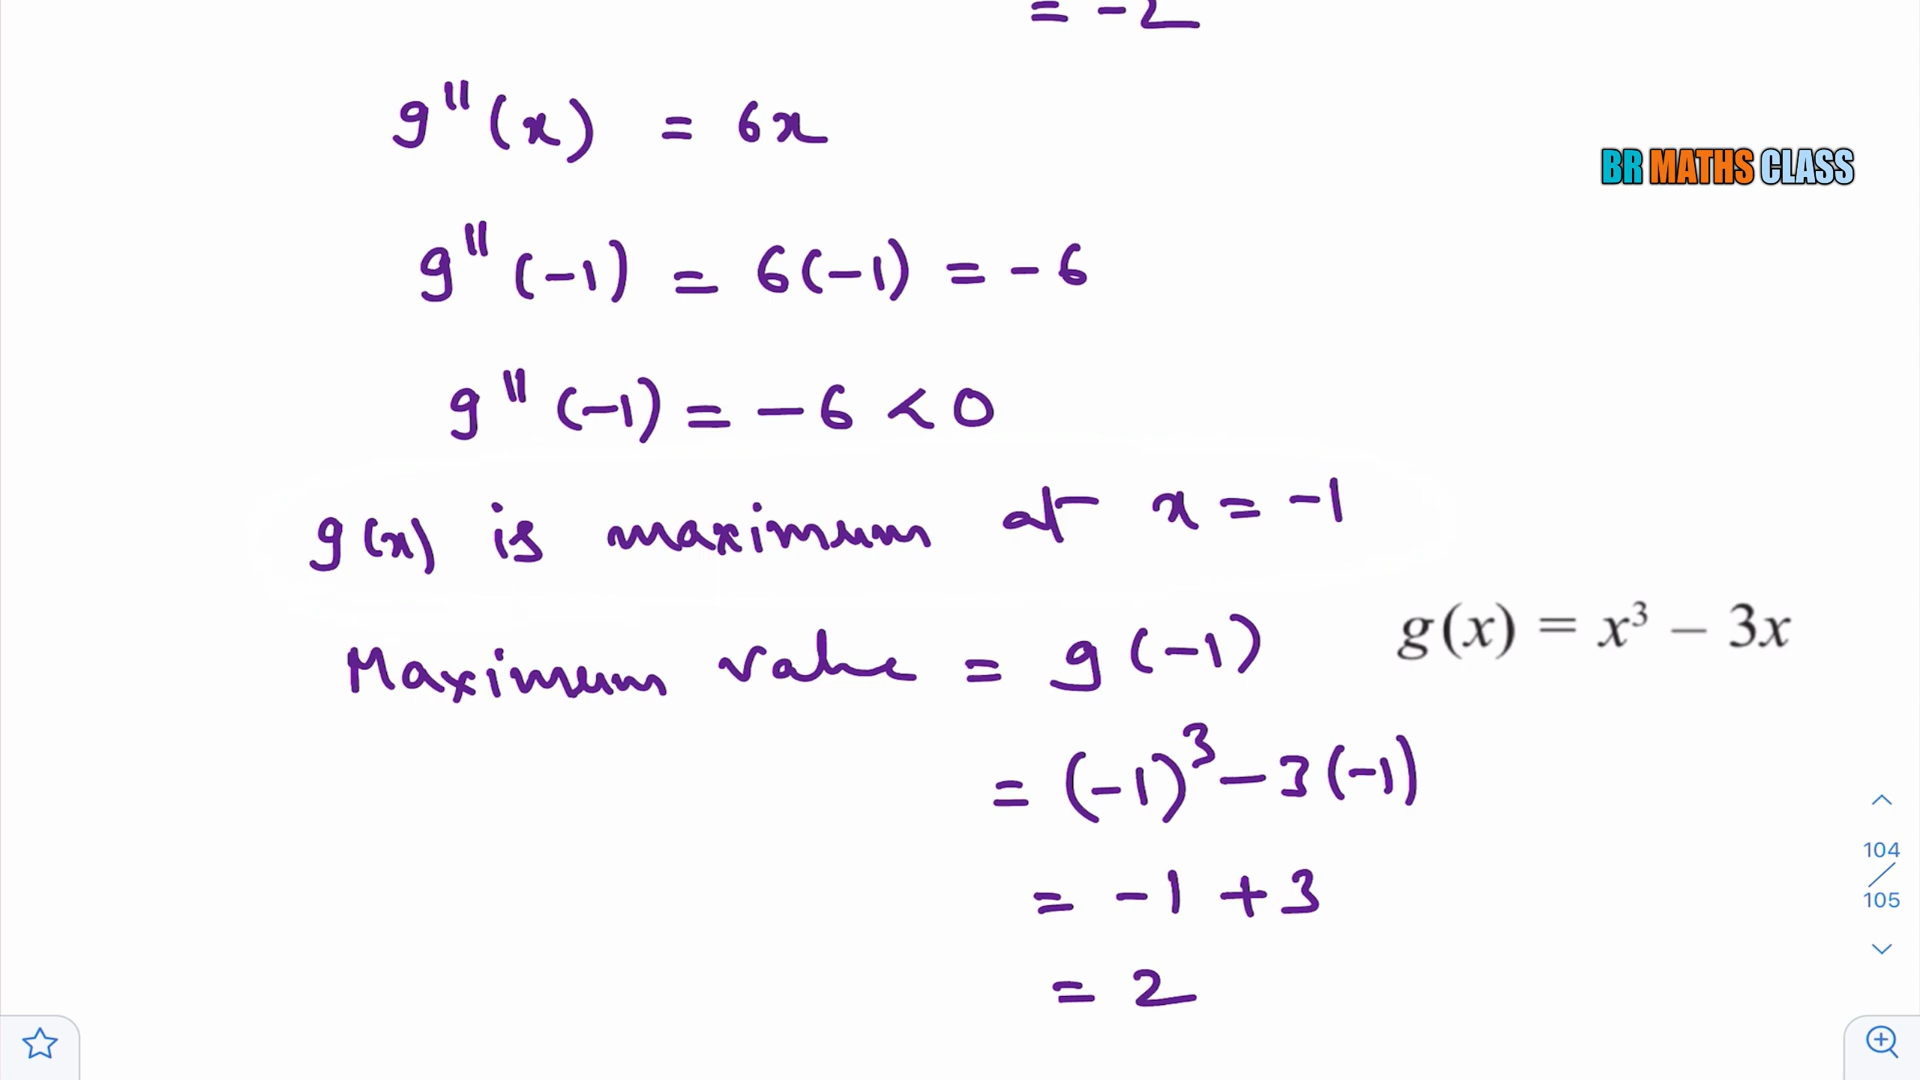 = -2
g"(x) = 6x
BR MATHS CLASS
g"(-1) = 6(-1) = -6
g"(-1) = -6 < 0
g(x) is maximum at x = -1
Maximum value = g(-1)
g(x) = x³ – 3x
= (-1)³ - 3(-1)
= -1 + 3
= 2
104
/
105